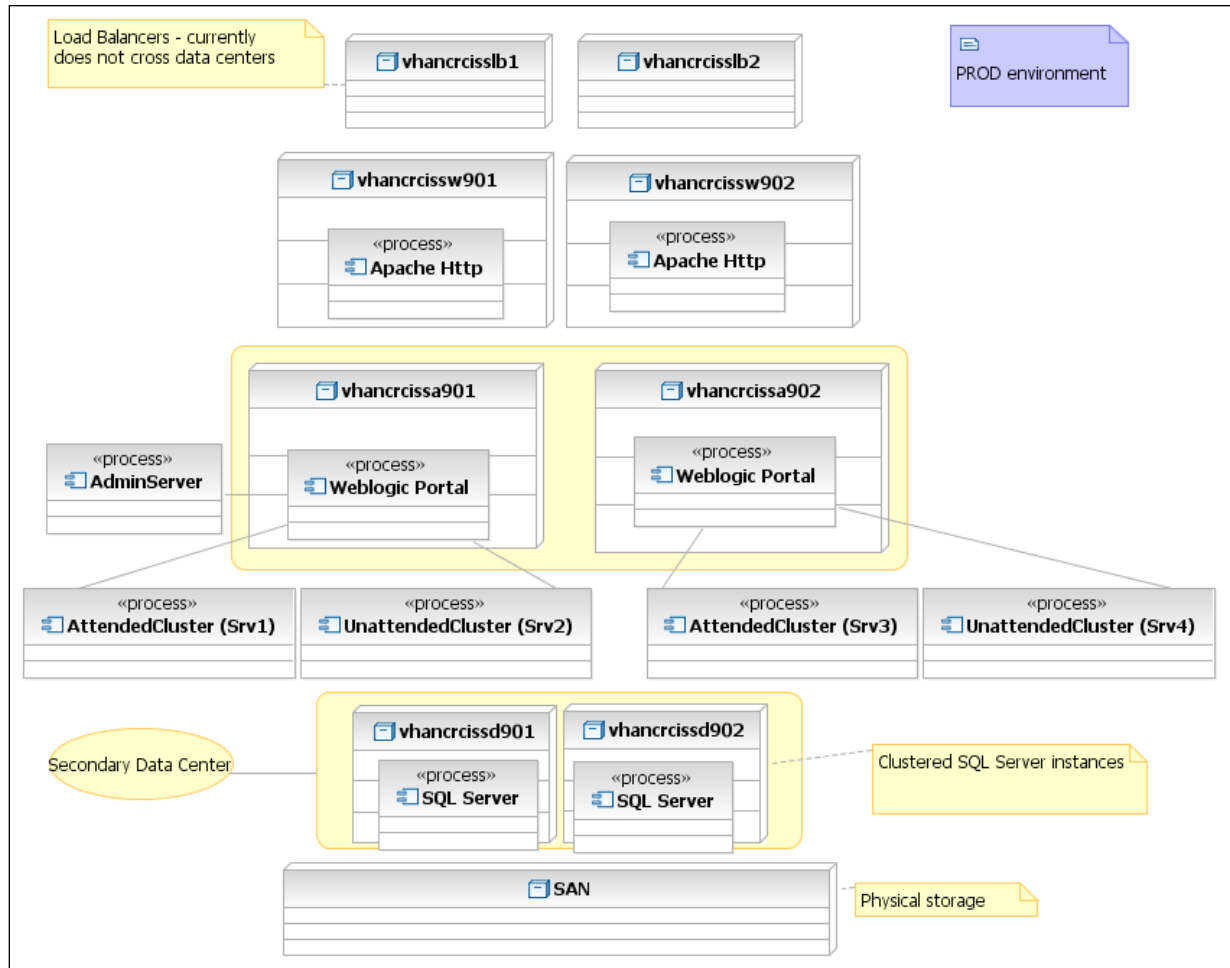 Load Balancers - currently
does not cross data centers
vhancrcisslb1
vhancrcisslb2
PROD environment
vhancrcissw901
«process»
Apache Http
vhancrcissw902
«process»
Apache Http
vhancrcissa901
«process»
Weblogic Portal
vhancrcissa902
«process»
Weblogic Portal
«process»
AdminServer
«process»
AttendedCluster (Srv1)
«process»
UnattendedCluster (Srv2)
«process»
AttendedCluster (Srv3)
«process»
UnattendedCluster (Srv4)
Secondary Data Center
vhancrcissd901
«process»
SQL Server
vhancrcissd902
«process»
SQL Server
Clustered SQL Server instances
SAN
Physical storage